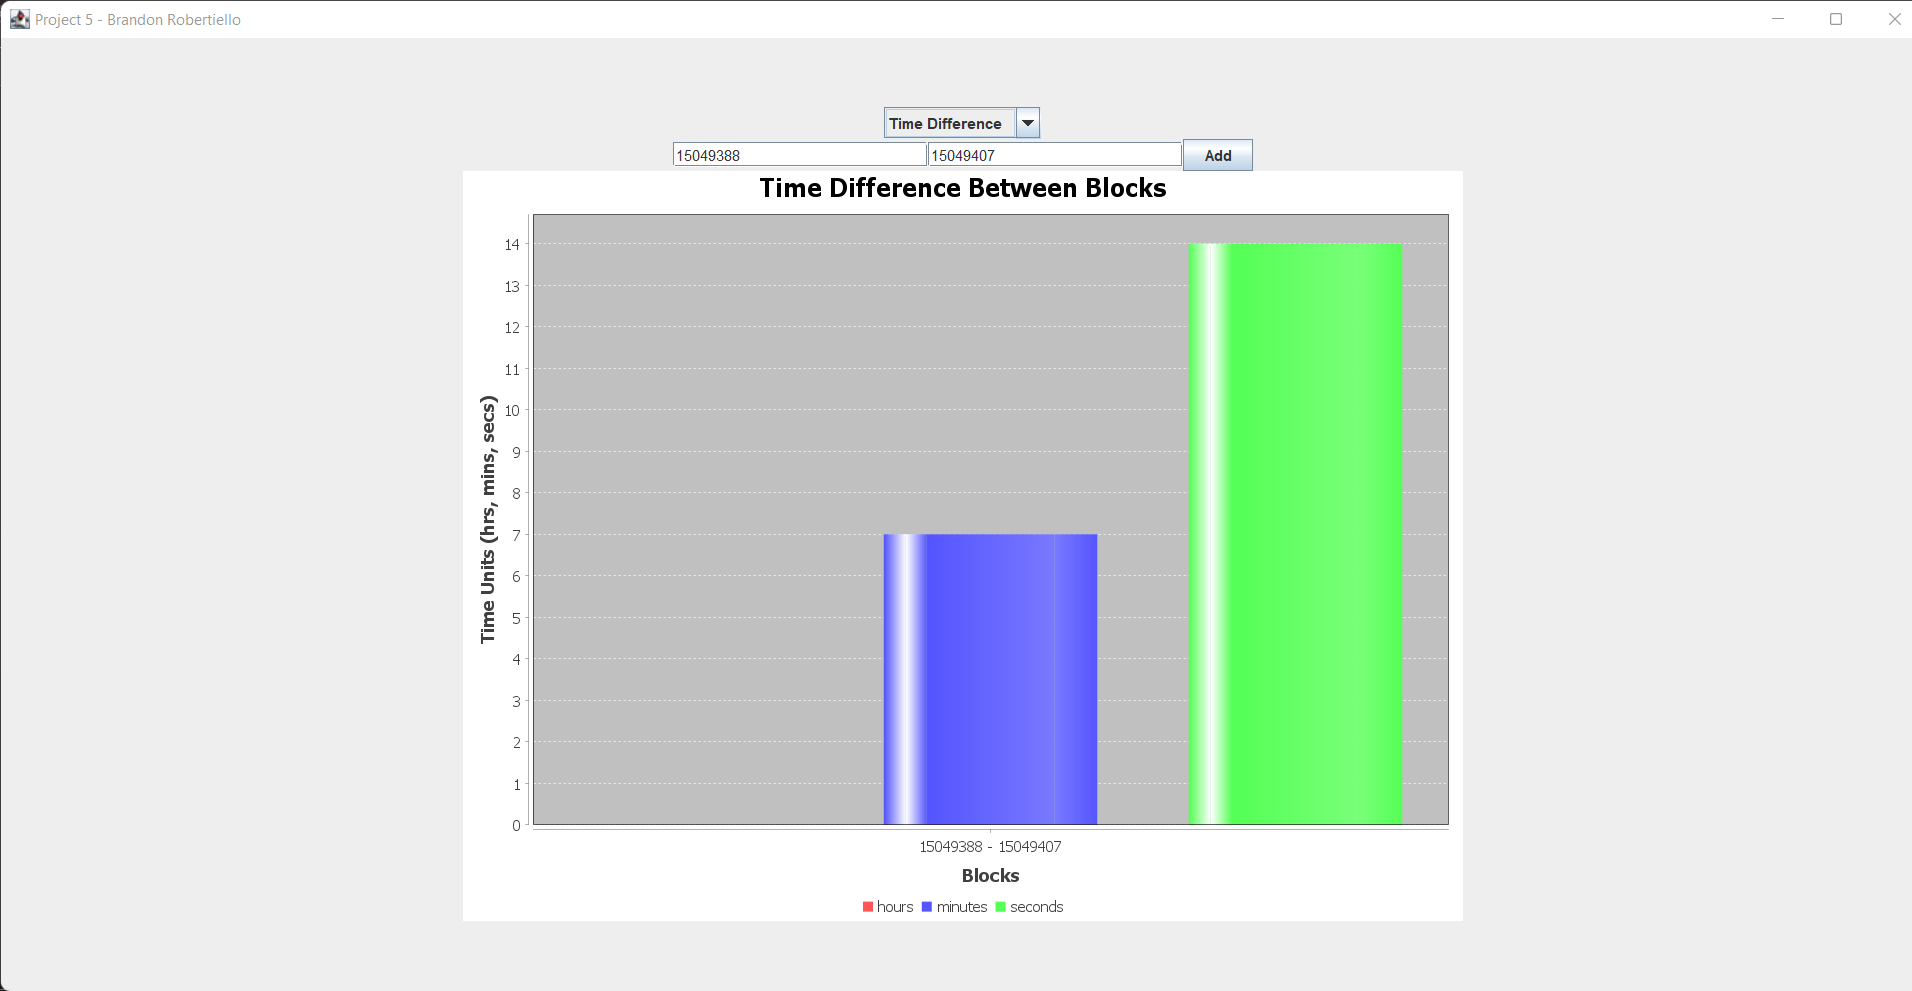 Project 5 - Brandon Robertiello
Time Difference
15049388 15049407 Add
Time Difference Between Blocks
Time Units (hrs, mins, secs)
14
13
12
11
10
9
8
7
6
5
4
3
2
1
0
15049388 - 15049407
Blocks
hours minutes seconds